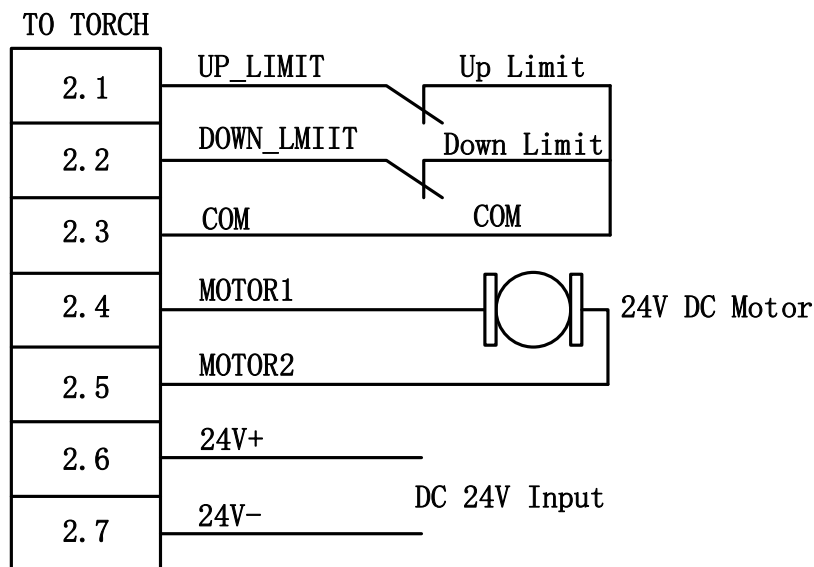 TO TORCH
2.1 UP_LIMIT Up Limit
2.2 DOWN_LMIIT Down Limit
2.3 COM COM
2.4 MOTOR1 24V DC Motor
2.5 MOTOR2
2.6 24V+
DC 24V Input
2.7 24V-